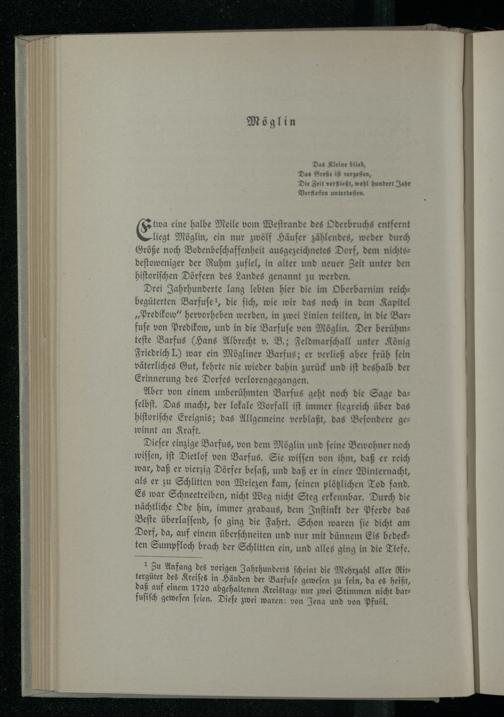 Möglin
Das Kleine blieb,
Das Große ist vergessen,
Die Zeit verfließt, wohl hundert Jahr
Verflossen unterdessen.
Etwa eine halbe Meile vom Westrande des Oderbruchs entfernt
liegt Möglin, ein nur zwölf Häuser zählendes, weder durch
Größe noch Bodenbeschaffenheit ausgezeichnetes Dorf, dem nichts-
destoweniger der Ruhm zufiel, in alter und neuer Zeit unter den
historischen Dörfern des Landes genannt zu werden.
Drei Jahrhunderte lang lebten hier die im Oberbarnim reich-
begüterten Barfuse¹, die sich, wie wir das noch in dem Kapitel
„Predikow“ hervorheben werden, in zwei Linien teilten, in die Bar-
fuse von Predikow, und in die Barfuse von Möglin. Der berühm-
teste Barfus (Hans Albrecht v. B.; Feldmarschall unter König
Friedrich I.) war ein Mögliner Barfus; er verließ aber früh sein
väterliches Gut, kehrte nie wieder dahin zurück und ist deshalb der
Erinnerung des Dorfes verlorengegangen.
Aber von einem unberühmten Barfus geht noch die Sage da-
selbst. Das macht, der lokale Vorfall ist immer siegreich über das
historische Ereignis; das Allgemeine verblaßt, das Besondere ge-
winnt an Kraft.
Dieser einzige Barfus, von dem Möglin und seine Bewohner noch
wissen, ist Dietlof von Barfus. Sie wissen von ihm, daß er reich
war, daß er vierzig Dörfer besaß, und daß er in einer Winternacht,
als er zu Schlitten von Wriezen kam, seinen plötzlichen Tod fand.
Es war Schneetreiben, nicht Weg nicht Steg erkennbar. Durch die
nächtliche Öde hin, immer gradaus, dem Instinkt der Pferde das
Beste überlassend, so ging die Fahrt. Schon waren sie dicht am
Dorf, da, auf einem überschneiten und nur mit dünnem Eis bedeck-
ten Sumpfloch brach der Schlitten ein, und alles ging in die Tiefe.
¹ Zu Anfang des vorigen Jahrhunderts scheint die Mehrzahl aller Rit-
tergüter des Kreises in Händen der Barfuse gewesen zu sein, da es heißt,
daß auf einem 1720 abgehaltenen Kreistage nur zwei Stimmen nicht bar-
fusisch gewesen seien. Diese zwei waren: von Jena und von Pfuel.